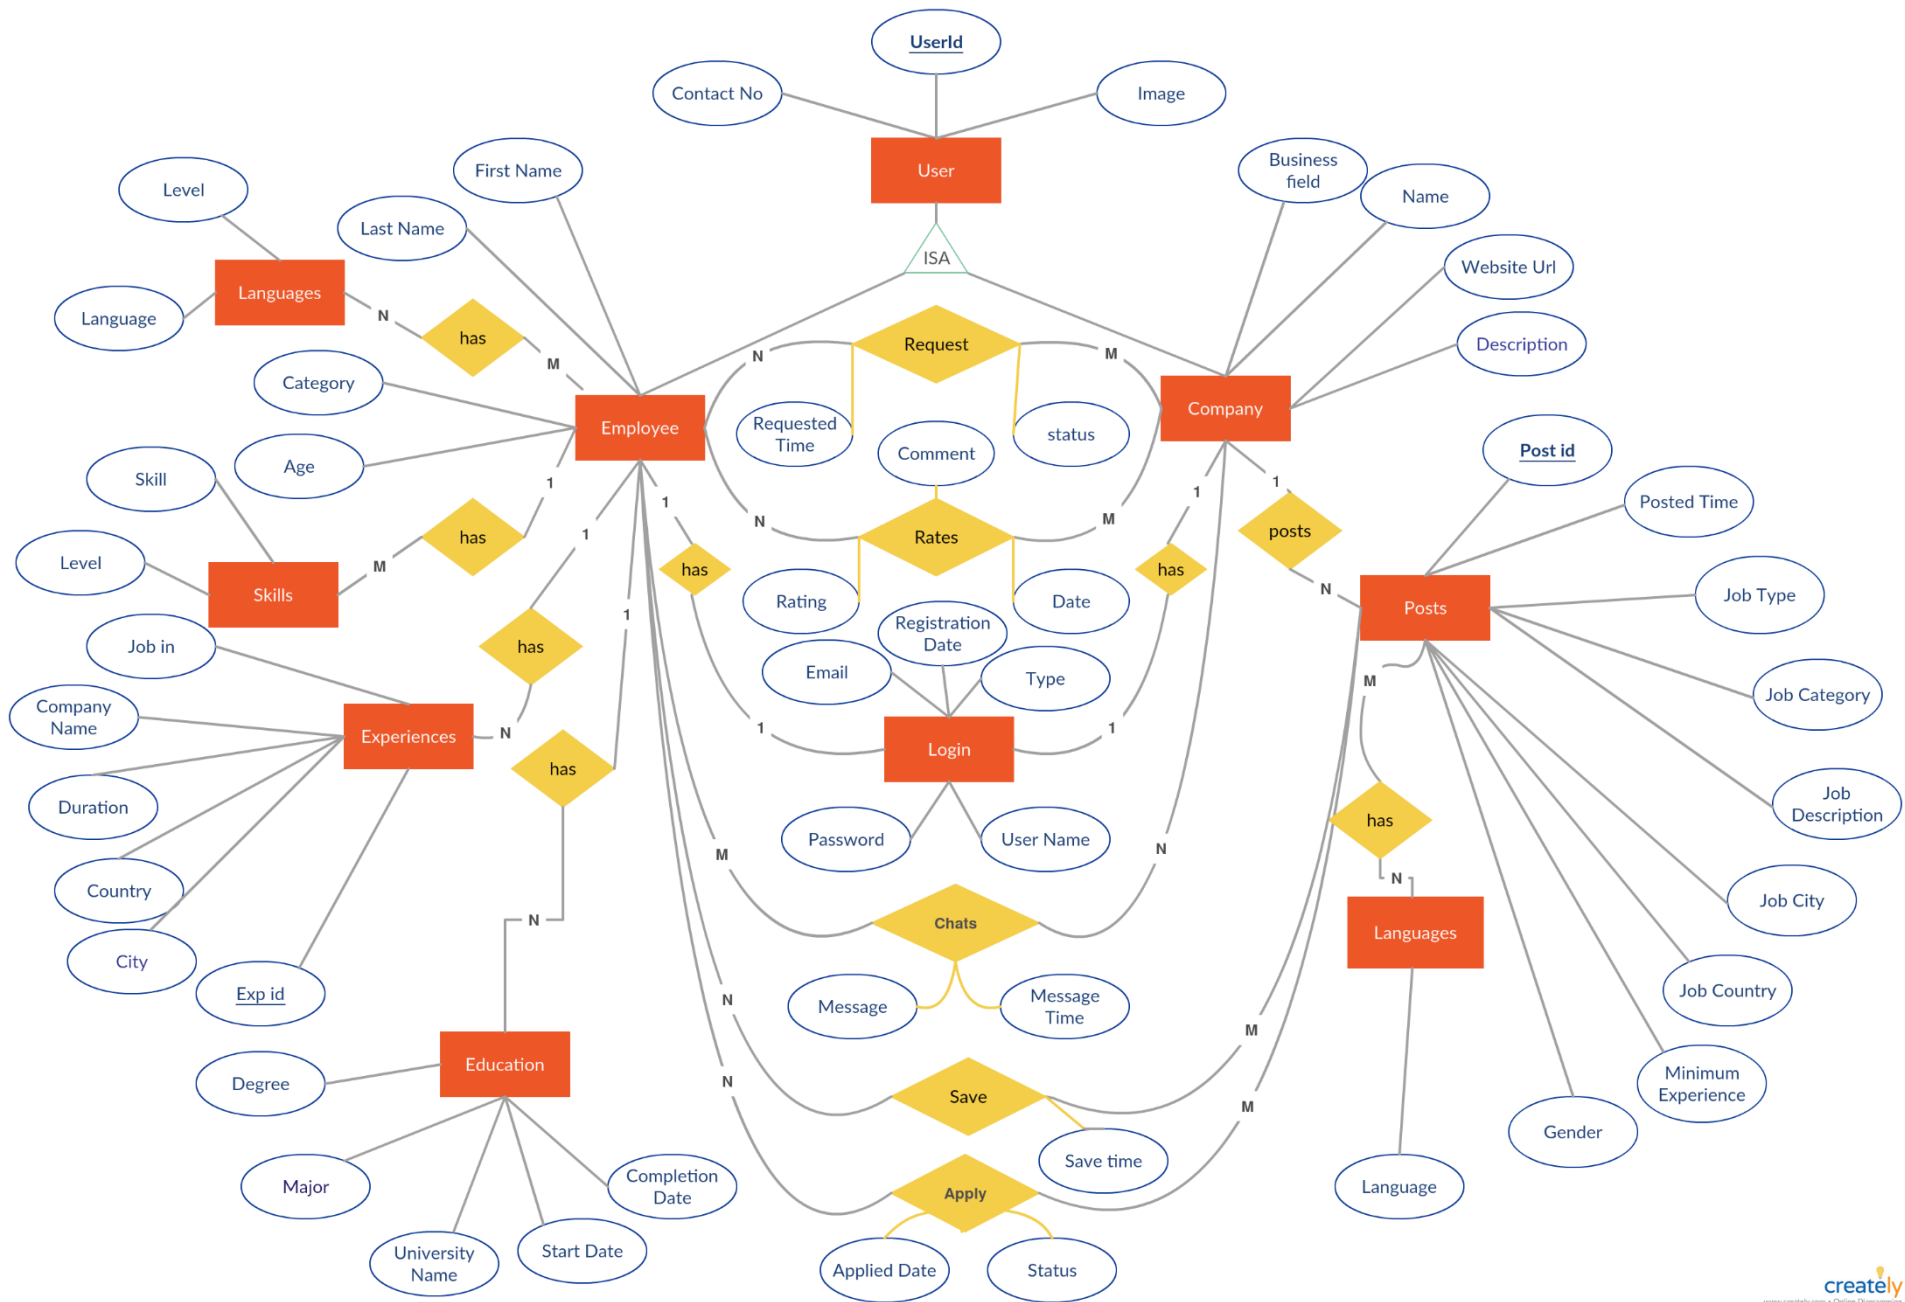 UserId
Contact No
Image
User
ISA
Business
field
Name
Website Url
Description
First Name
Last Name
Level
Languages
Language
N
has
M
Category
Age
Employee
N
Request
M
Requested
Time
status
Company
Comment
N
Rates
M
Rating
Date
Skill
Level
Skills
M
has
1
Post id
Posted Time
Job Type
Job Category
Job
Description
Job City
Job Country
Minimum
Experience
Gender
Posts
1
posts
N
1
has
1
1
has
1
Registration
Date
Email
Type
Login
Password
User Name
Job in
Company
Name
Experiences
Duration
Country
City
Exp id
1
has
N
1
has
N
M
has
N
Languages
Language
M
Chats
N
Message
Message
Time
Education
Degree
Major
University
Name
Start Date
Completion
Date
N
Save
M
Save time
N
Apply
M
Applied Date
Status
creately